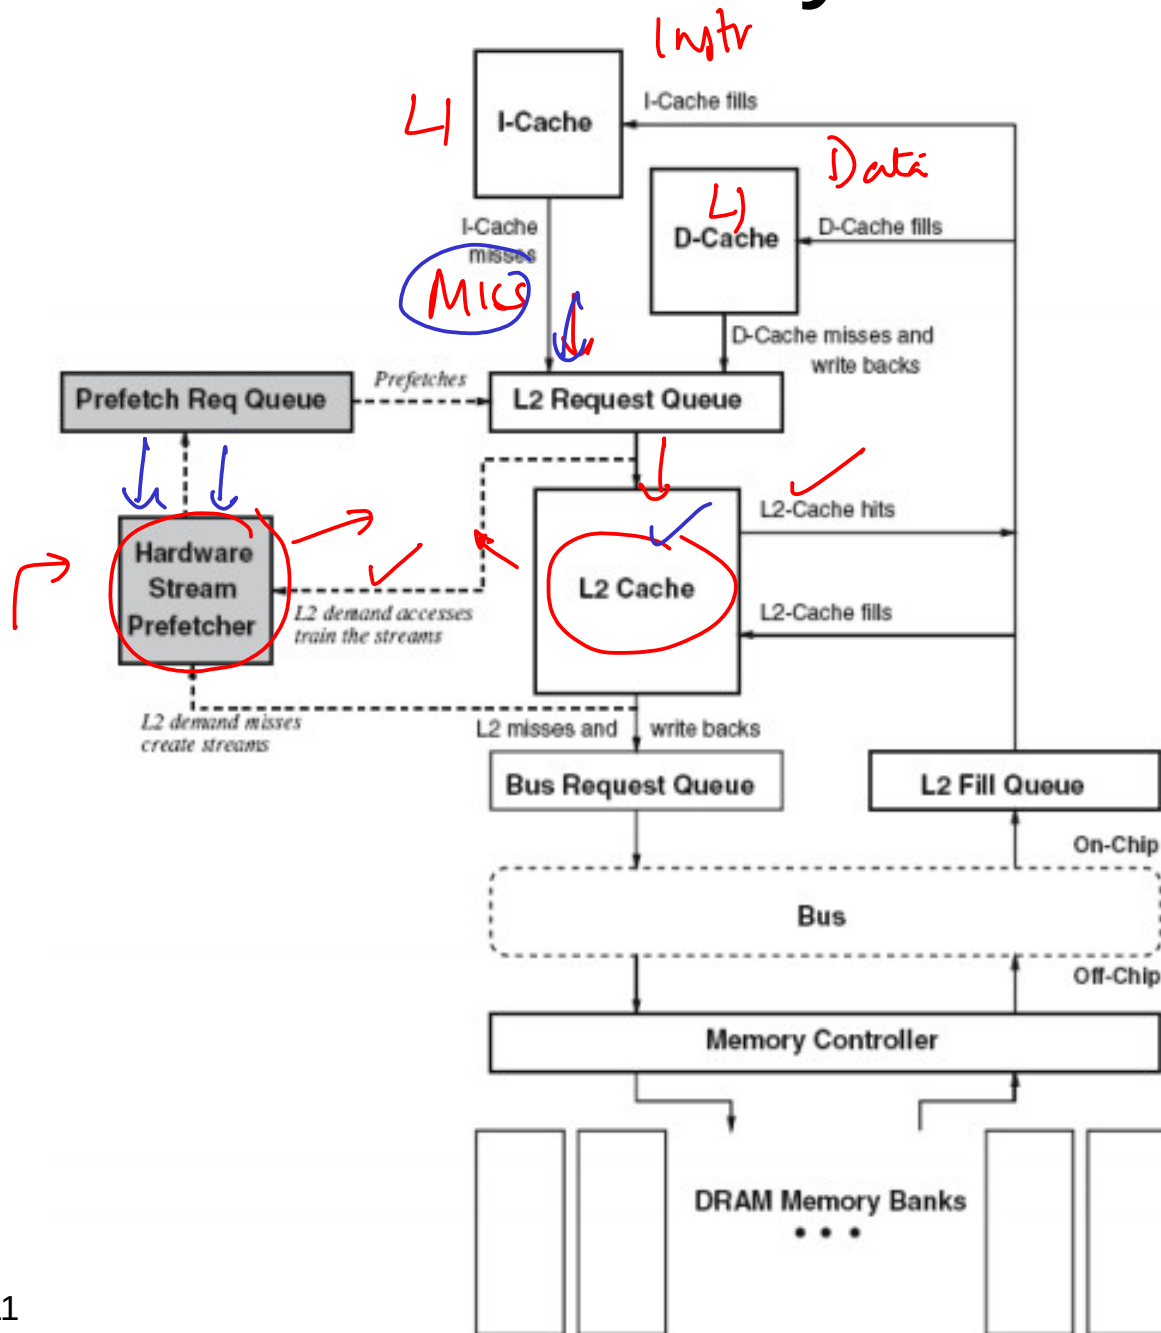 Instr
I-Cache fills
L1
I-Cache
Data
L1
I-Cache
misses
D-Cache
D-Cache fills
D-Cache misses and
write backs
Prefetches
Prefetch Req Queue
L2 Request Queue
L2-Cache hits
Hardware
Stream
Prefetcher
L2 Cache
L2 demand accesses
train the streams
L2-Cache fills
L2 demand misses
create streams
L2 misses and write backs
Bus Request Queue
L2 Fill Queue
On-Chip
Bus
Off-Chip
Memory Controller
DRAM Memory Banks
1